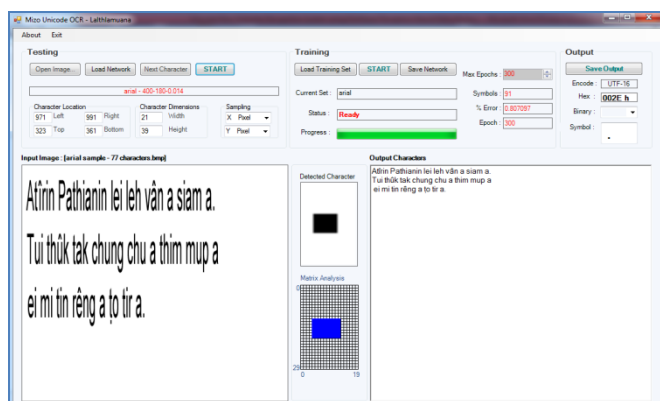 Mizo Unicode OCR - Lalthlamuana
About Exit
Testing
Open Image... Load Network Next Character START
arial - 400-180-0.014
Character Location
971 Left 991 Right
323 Top 361 Bottom
Character Dimensions
21 Width
39 Height
Sampling
X Pixel
Y Pixel
Training
Load Training Set START Save Network
Max Epochs : 300
Current Set : arial
Symbols : 91
Status : Ready
% Error : 0.807087
Progress :
Epoch : 300
Output
Save Output
Encode : UTF-16
Hex : 002E h
Binary :
Symbol : .
Input Image : [arial sample - 77 characters.bmp]
Atîrin Pathianin lei leh vân a siam a.
Tui thûk tak chung chu a thim mup a
ei mi tin rêng a ṭo tir a.
Detected Character
Matrix Analysis
0
29
0 19
Output Characters
Atîrin Pathianin lei leh vân a siam a.
Tui thûk tak chung chu a thim mup a
ei mi tin rêng a ṭo tir a.